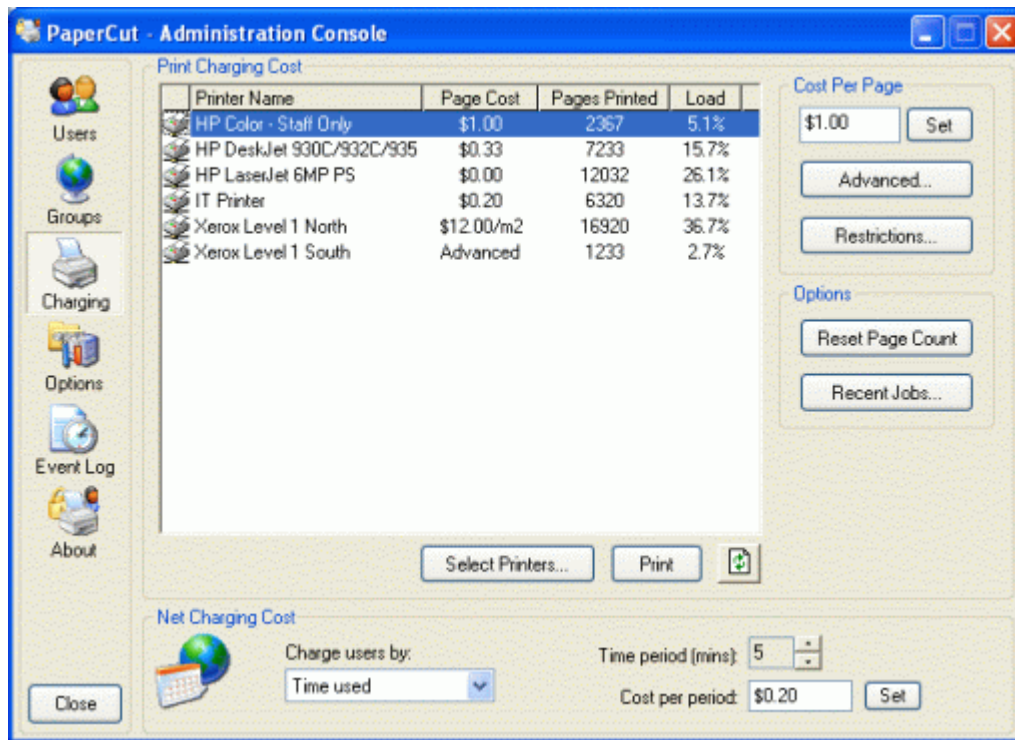 PaperCut - Administration Console
Users
Groups
Charging
Options
Event Log
About
Close
Print Charging Cost
Printer Name Page Cost Pages Printed Load
HP Color - Staff Only $1.00 2367 5.1%
HP DeskJet 930C/932C/935 $0.33 7233 15.7%
HP LaserJet 6MP PS $0.00 12032 26.1%
IT Printer $0.20 6320 13.7%
Xerox Level 1 North $12.00/m2 16920 36.7%
Xerox Level 1 South Advanced 1233 2.7%
Select Printers... Print
Cost Per Page
$1.00 Set
Advanced...
Restrictions...
Options
Reset Page Count
Recent Jobs...
Net Charging Cost
Charge users by:
Time used
Time period (mins): 5
Cost per period: $0.20 Set